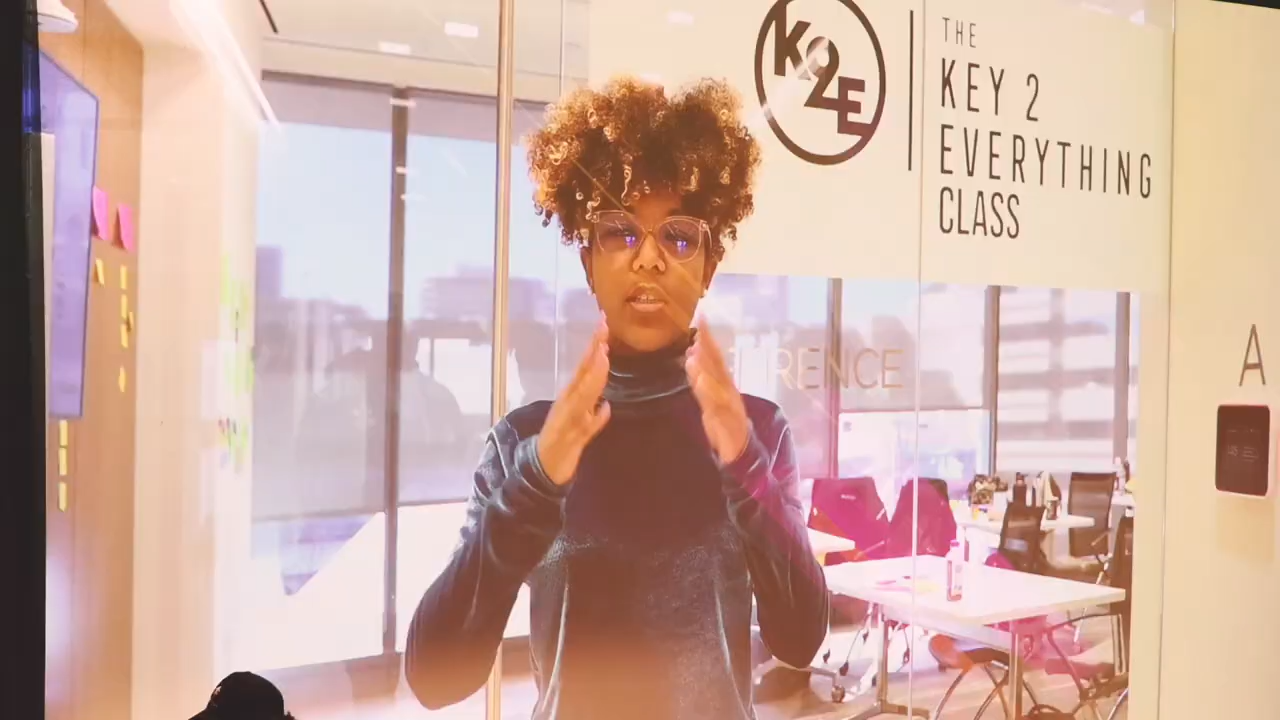 K2E
THE
KEY 2
EVERYTHING
CLASS
RENCE
A